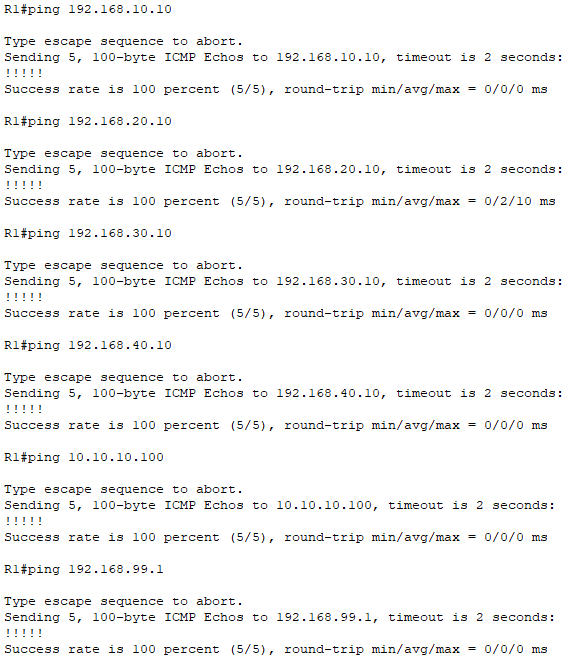 R1#ping 192.168.10.10
Type escape sequence to abort.
Sending 5, 100-byte ICMP Echos to 192.168.10.10, timeout is 2 seconds:
!!!!!
Success rate is 100 percent (5/5), round-trip min/avg/max = 0/0/0 ms
R1#ping 192.168.20.10
Type escape sequence to abort.
Sending 5, 100-byte ICMP Echos to 192.168.20.10, timeout is 2 seconds:
!!!!!
Success rate is 100 percent (5/5), round-trip min/avg/max = 0/2/10 ms
R1#ping 192.168.30.10
Type escape sequence to abort.
Sending 5, 100-byte ICMP Echos to 192.168.30.10, timeout is 2 seconds:
!!!!!
Success rate is 100 percent (5/5), round-trip min/avg/max = 0/0/0 ms
R1#ping 192.168.40.10
Type escape sequence to abort.
Sending 5, 100-byte ICMP Echos to 192.168.40.10, timeout is 2 seconds:
!!!!!
Success rate is 100 percent (5/5), round-trip min/avg/max = 0/0/0 ms
R1#ping 10.10.10.100
Type escape sequence to abort.
Sending 5, 100-byte ICMP Echos to 10.10.10.100, timeout is 2 seconds:
!!!!!
Success rate is 100 percent (5/5), round-trip min/avg/max = 0/0/0 ms
R1#ping 192.168.99.1
Type escape sequence to abort.
Sending 5, 100-byte ICMP Echos to 192.168.99.1, timeout is 2 seconds:
!!!!!
Success rate is 100 percent (5/5), round-trip min/avg/max = 0/0/0 ms